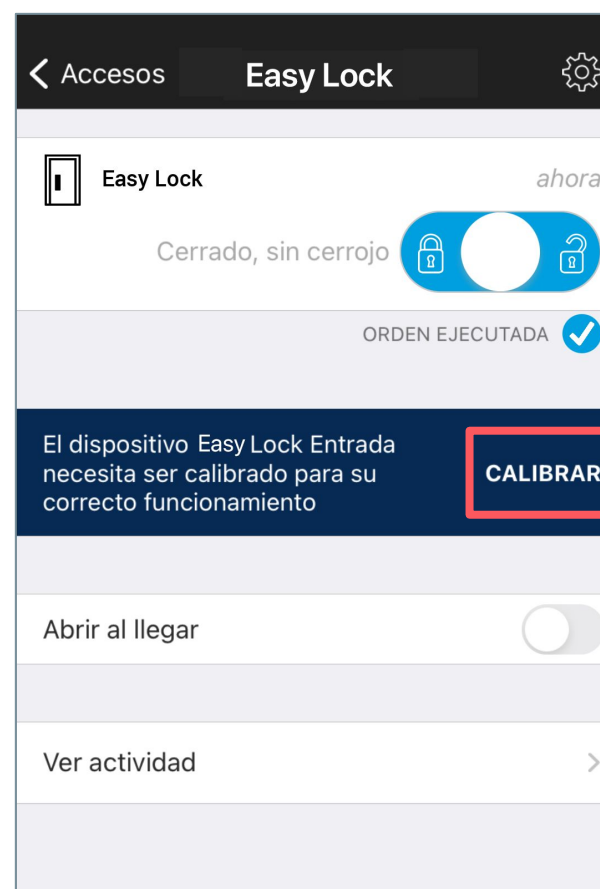 Accesos Easy Lock
Easy Lock ahora
Cerrado, sin cerrojo
ORDEN EJECUTADA
El dispositivo Easy Lock Entrada
necesita ser calibrado para su
correcto funcionamiento
CALIBRAR
Abrir al llegar
Ver actividad